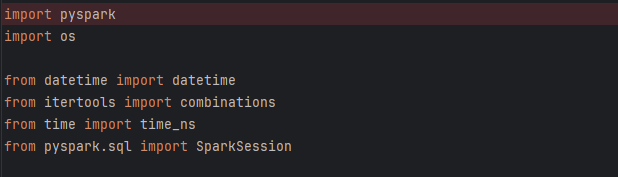 import pyspark
import os
from datetime import datetime
from itertools import combinations
from time import time_ns
from pyspark.sql import SparkSession